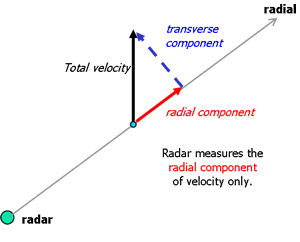 radial
transverse
component
Total velocity
radial component
Radar measures the
radial component
of velocity only.
radar